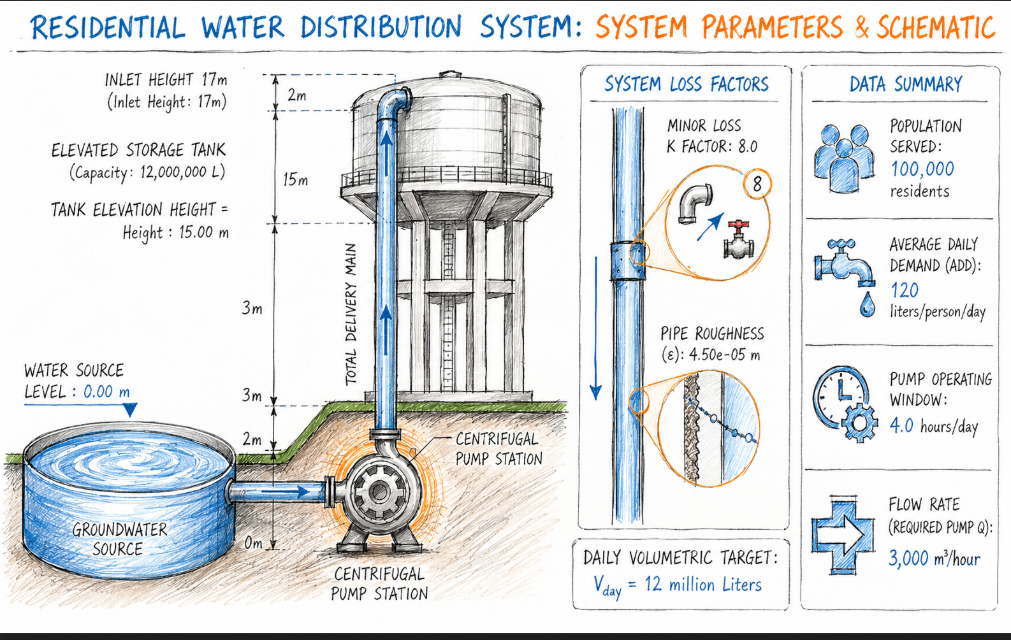 RESIDENTIAL WATER DISTRIBUTION SYSTEM: SYSTEM PARAMETERS & SCHEMATIC
INLET HEIGHT 17m
(Inlet Height: 17m)
ELEVATED STORAGE TANK
(Capacity: 12,000,000 L)
TANK ELEVATION HEIGHT =
Height : 15.00 m
2m
15m
3m
3m
2m
0m
TOTAL DELIVERY MAIN
WATER SOURCE
LEVEL : 0.00 m
GROUNDWATER
SOURCE
CENTRIFUGAL
PUMP STATION
CENTRIFUGAL
PUMP STATION
SYSTEM LOSS FACTORS
MINOR LOSS
K FACTOR: 8.0
8
PIPE ROUGHNESS
(ε): 4.50e-05 m
DAILY VOLUMETRIC TARGET:
Vday = 12 million Liters
DATA SUMMARY
POPULATION
SERVED:
100,000
residents
AVERAGE DAILY
DEMAND (ADD):
120
liters/person/day
PUMP OPERATING
WINDOW:
4.0 hours/day
FLOW RATE
(REQUIRED PUMP Q):
3,000 m³/hour